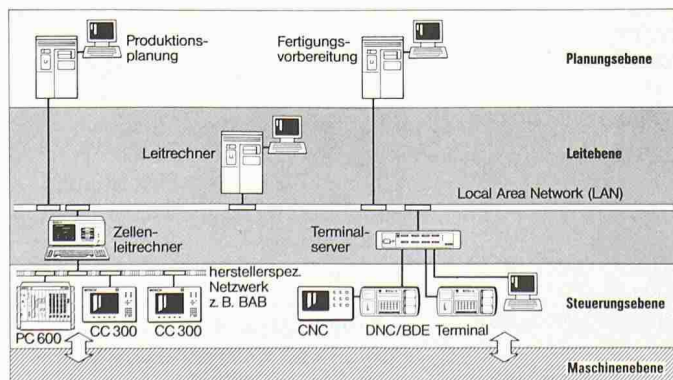 Produktions-
planung
Fertigungs-
vorbereitung
Planungsebene
Leitrechner
Leitebene
Local Area Network (LAN)
Zellen-
leitrechner
Terminal-
server
herstellerspez.
Netzwerk
z. B. BAB
Steuerungsebene
PC 600
CC 300
CC 300
CNC
DNC/BDE
Terminal
Maschinenebene